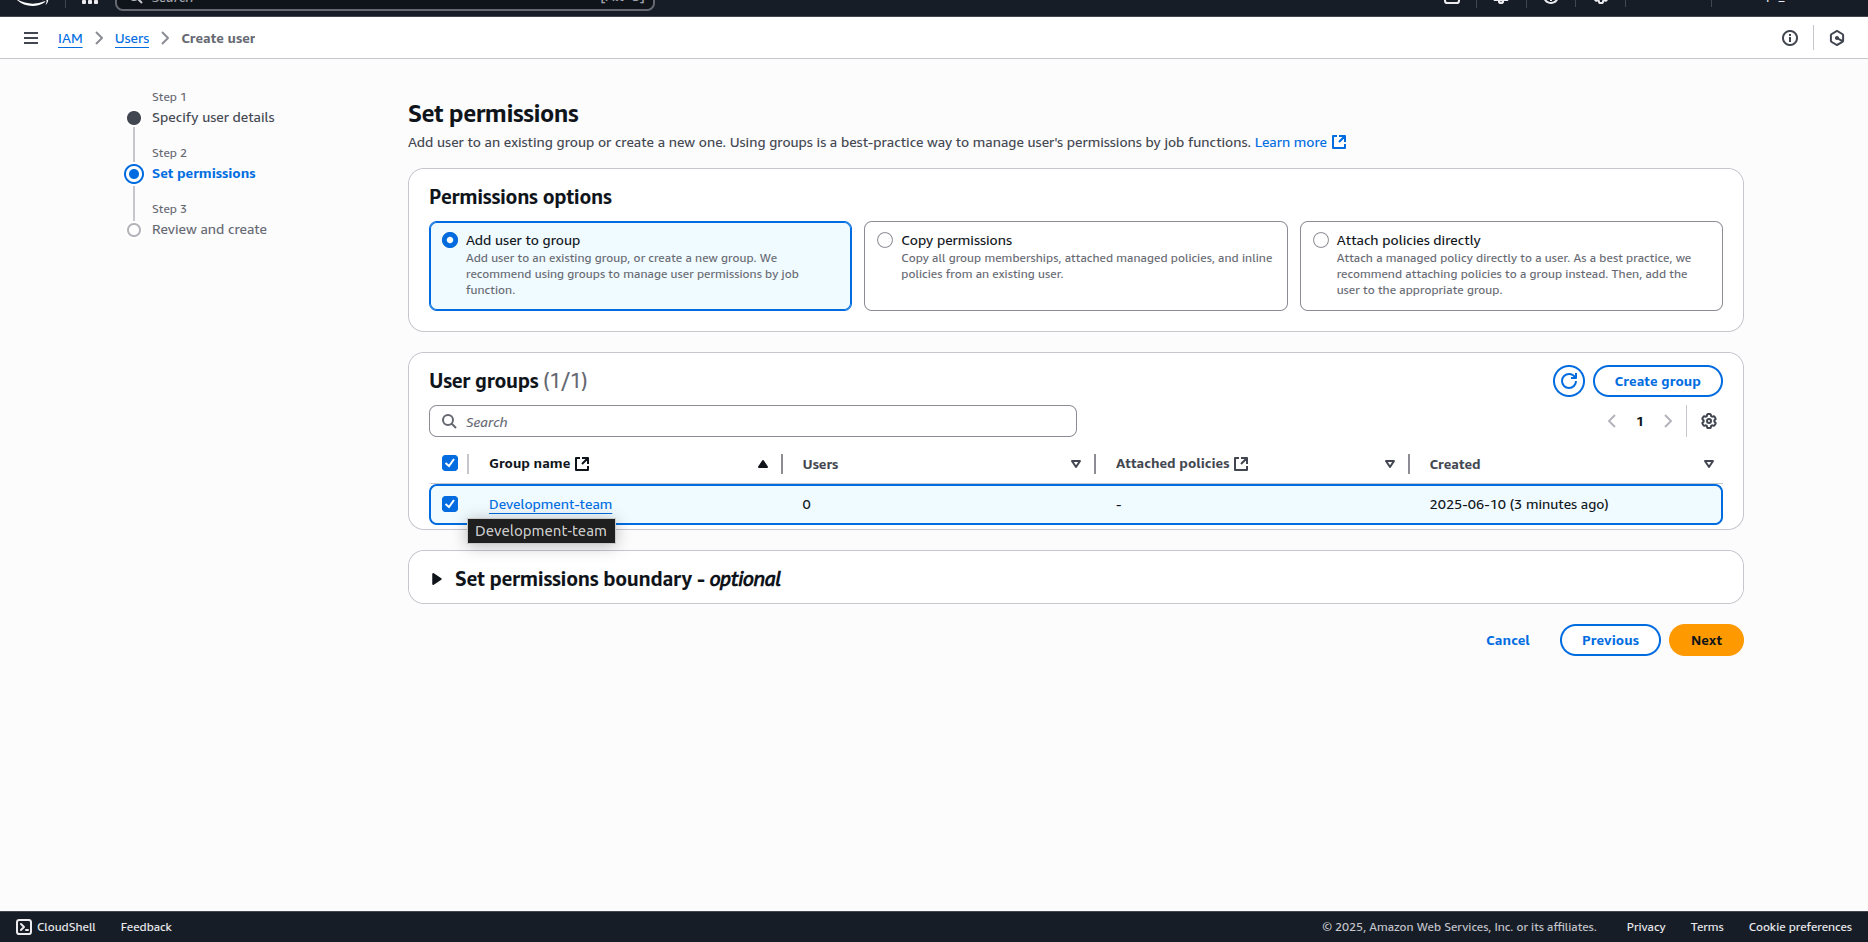 IAM > Users > Create user
Step 1
Specify user details
Step 2
Set permissions
Step 3
Review and create
Set permissions
Add user to an existing group or create a new one. Using groups is a best-practice way to manage user's permissions by job functions. Learn more
Permissions options
Add user to group
Add user to an existing group, or create a new group. We
recommend using groups to manage user permissions by job
function.
Copy permissions
Copy all group memberships, attached managed policies, and inline
policies from an existing user.
Attach policies directly
Attach a managed policy directly to a user. As a best practice, we
recommend attaching policies to a group instead. Then, add the
user to the appropriate group.
User groups (1/1)
Create group
Search
1
Group name Users Attached policies Created
Development-team 0 - 2025-06-10 (3 minutes ago)
Development-team
Set permissions boundary - optional
Cancel Previous Next
CloudShell Feedback © 2025, Amazon Web Services, Inc. or its affiliates. Privacy Terms Cookie preferences